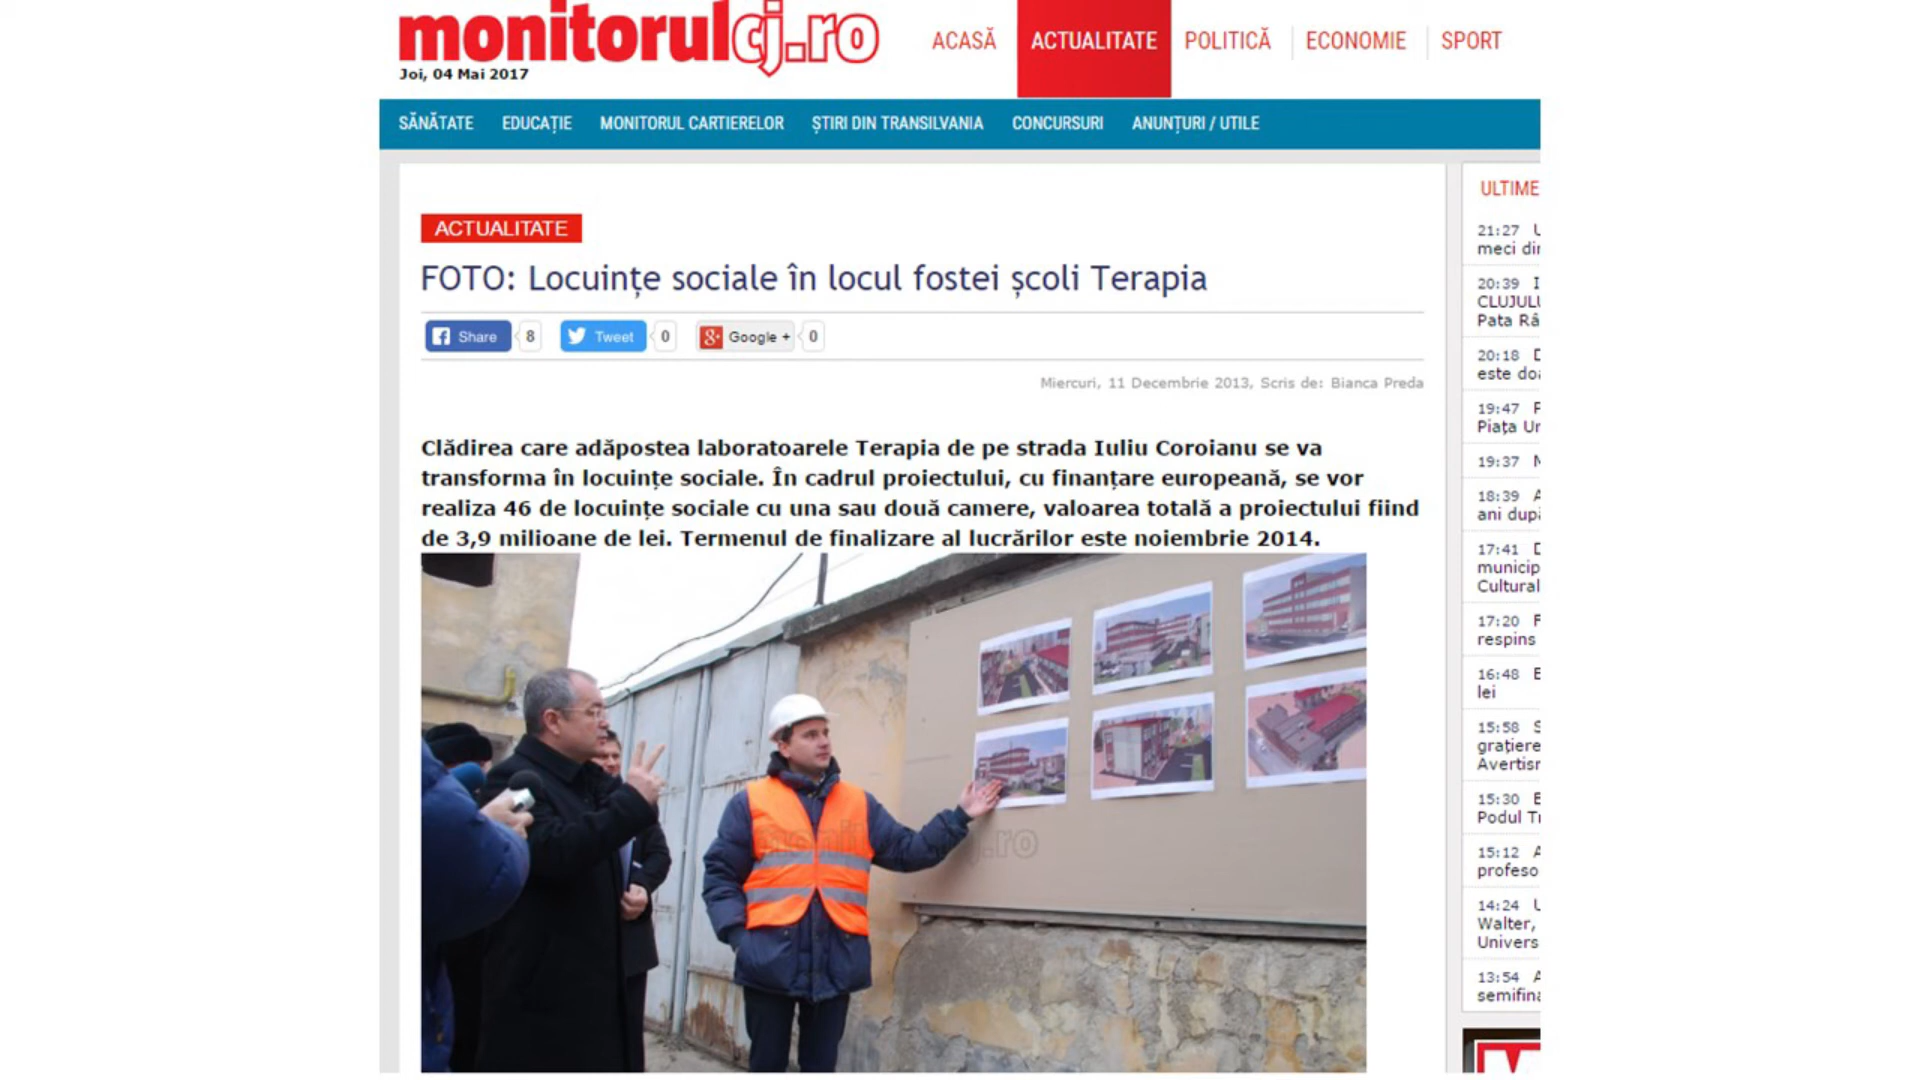 monitorulcj.ro
Joi, 04 Mai 2017
ACASĂ ACTUALITATE POLITICĂ ECONOMIE SPORT
SĂNĂTATE EDUCAȚIE MONITORUL CARTIERELOR ȘTIRI DIN TRANSILVANIA CONCURSURI ANUNȚURI / UTILE
ACTUALITATE
FOTO: Locuințe sociale în locul fostei școli Terapia
Share 8 Tweet 0 Google + 0
Miercuri, 11 Decembrie 2013, Scris de: Bianca Preda
Clădirea care adăpostea laboratoarele Terapia de pe strada Iuliu Coroianu se va
transforma în locuințe sociale. În cadrul proiectului, cu finanțare europeană, se vor
realiza 46 de locuințe sociale cu una sau două camere, valoarea totală a proiectului fiind
de 3,9 milioane de lei. Termenul de finalizare al lucrărilor este noiembrie 2014.
monitorulcj.ro
ULTIME
21:27
meci
20:39
Pata
20:18
este
19:47
Piața
19:37
18:39
ani
17:41
municip
Cultural
17:20
respins
16:48
lei
15:58
grațiere
15:30
Podul
15:12
profeso
14:24
Walter,
Univers
13:54
semifina